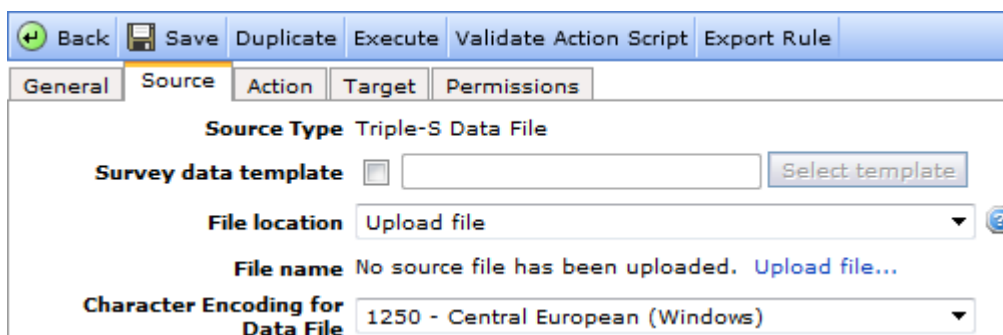 Back Save Duplicate Execute Validate Action Script Export Rule
General Source Action Target Permissions
Source Type Triple-S Data File
Survey data template Select template
File location Upload file
File name No source file has been uploaded. Upload file...
Character Encoding for
Data File 1250 - Central European (Windows)